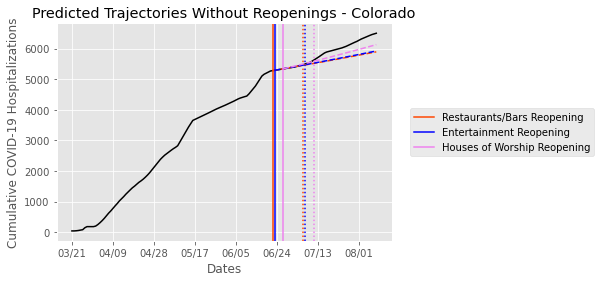 Predicted Trajectories Without Reopenings - Colorado
Cumulative COVID-19 Hospitalizations
6000
5000
4000
3000
2000
1000
0
03/21 04/09 04/28 05/17 06/05 06/24 07/13 08/01
Dates
Restaurants/Bars Reopening
Entertainment Reopening
Houses of Worship Reopening